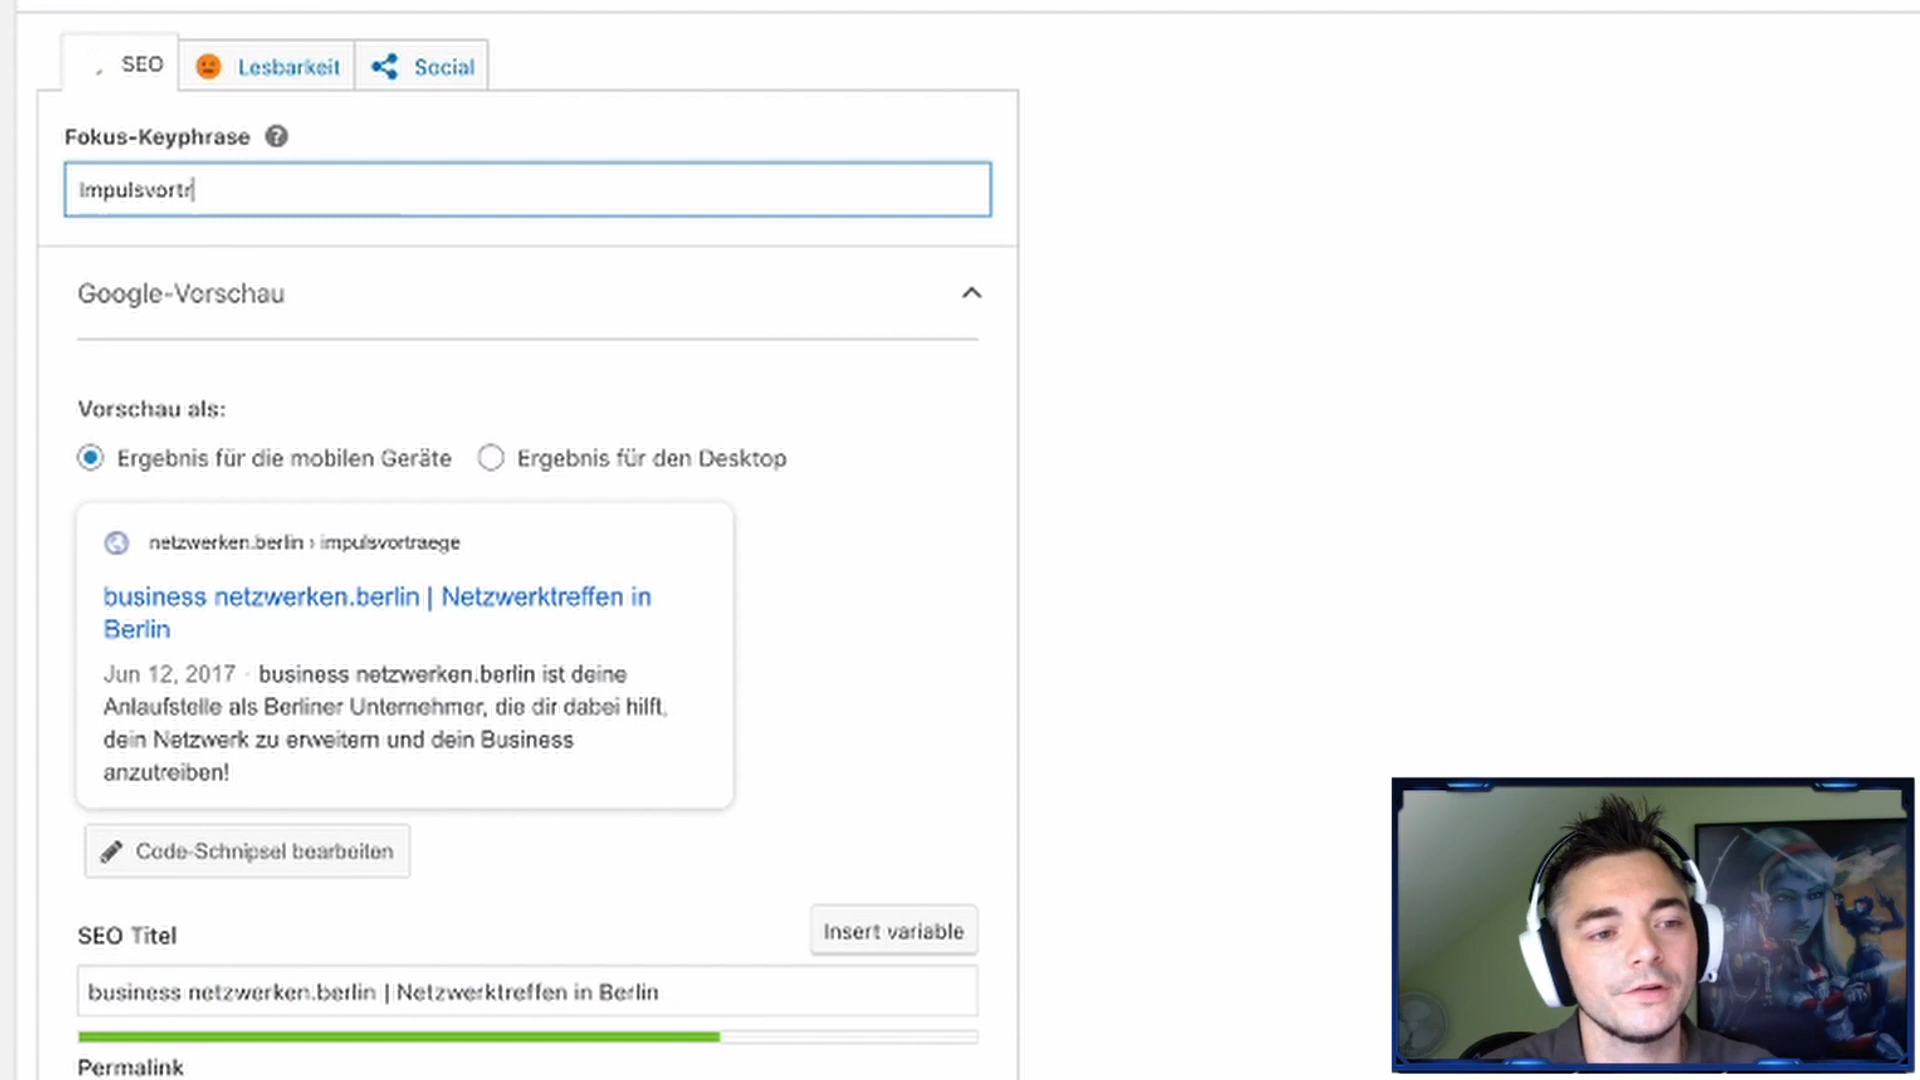 SEO
Lesbarkeit
Social
Fokus-Keyphrase
Impulsvortr
Google-Vorschau
Vorschau als:
Ergebnis für die mobilen Geräte
Ergebnis für den Desktop
netzwerken.berlin › impulsvortraege
business netzwerken.berlin | Netzwerktreffen in
Berlin
Jun 12, 2017 · business netzwerken.berlin ist deine
Anlaufstelle als Berliner Unternehmer, die dir dabei hilft,
dein Netzwerk zu erweitern und dein Business
anzutreiben!
Code-Schnipsel bearbeiten
SEO Titel
Insert variable
business netzwerken.berlin | Netzwerktreffen in Berlin
Permalink